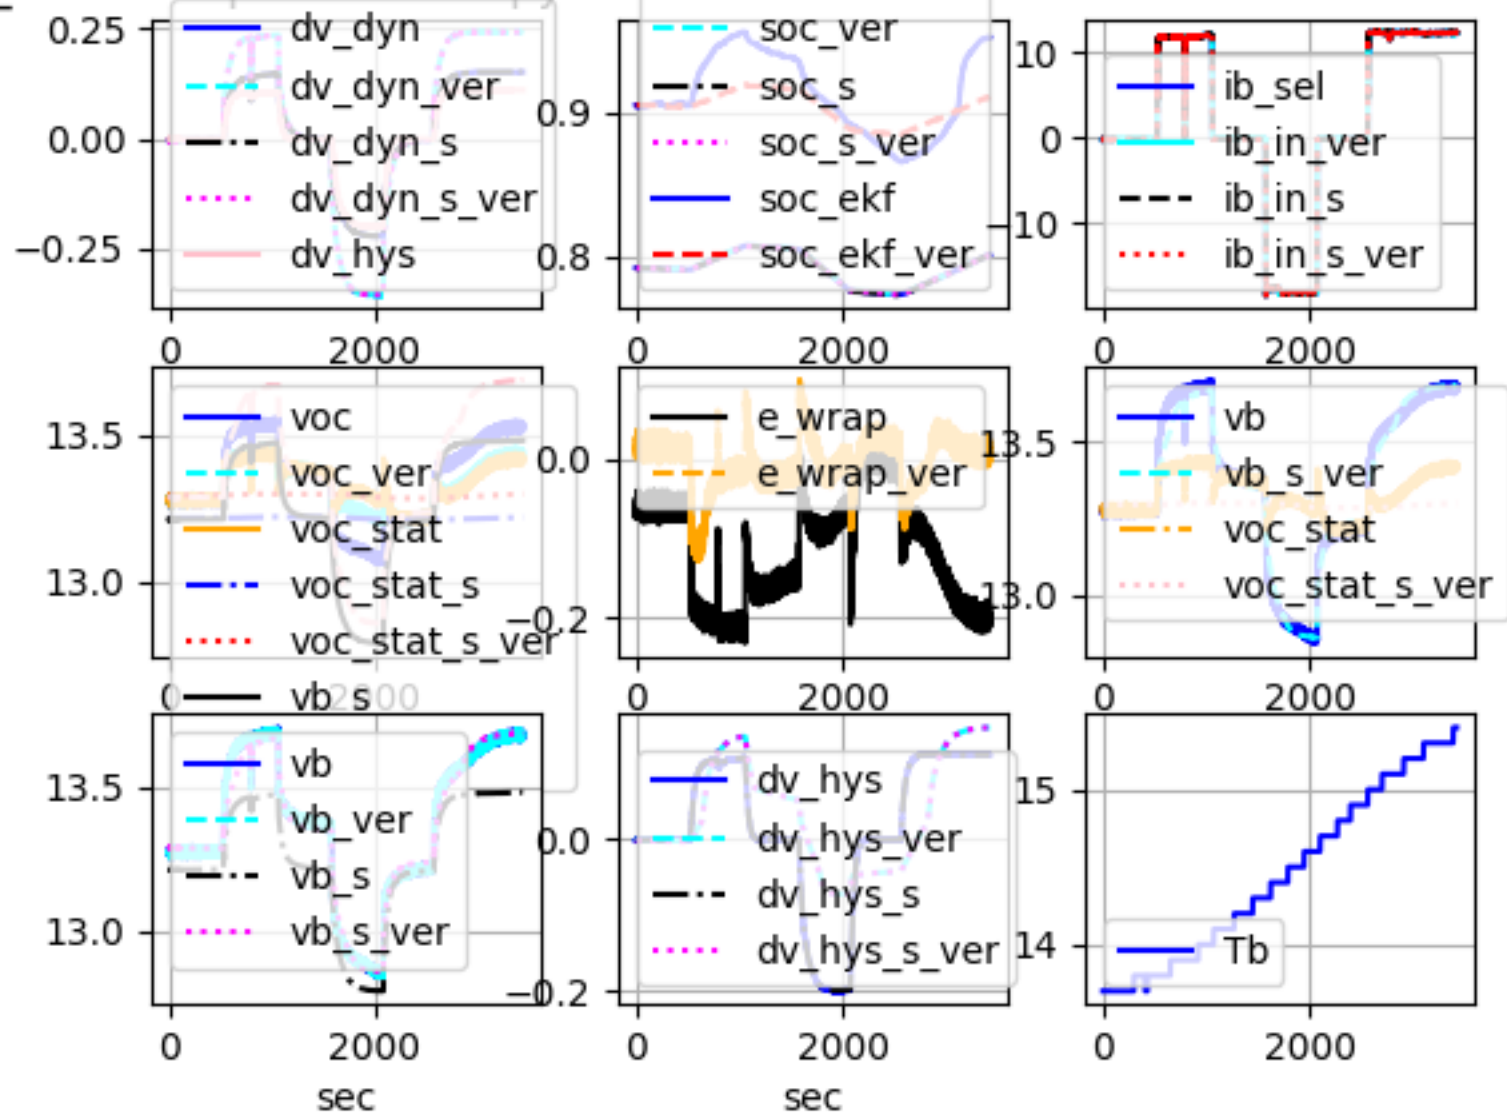 0.25
0.00
−0.25
0 2000
dv_dyn
dv_dyn_ver
dv_dyn_s
dv_dyn_s_ver
dv_hys
0.9
0.8
0 2000
soc_ver
soc_s
soc_s_ver
soc_ekf
soc_ekf_ver
10
0
10
0 2000
ib_sel
ib_in_ver
ib_in_s
ib_in_s_ver
13.5
13.0
0 2000
voc
voc_ver
voc_stat
voc_stat_s
voc_stat_s_ver
vb_s
0.0
−0.2
0 2000
e_wrap
e_wrap_ver
13.5
13.0
0 2000
vb
vb_s_ver
voc_stat
voc_stat_s_ver
13.5
13.0
0 2000
sec
vb
vb_ver
vb_s
vb_s_ver
0.0
−0.2
0 2000
sec
dv_hys
dv_hys_ver
dv_hys_s
dv_hys_s_ver
15
14
0 2000
Tb